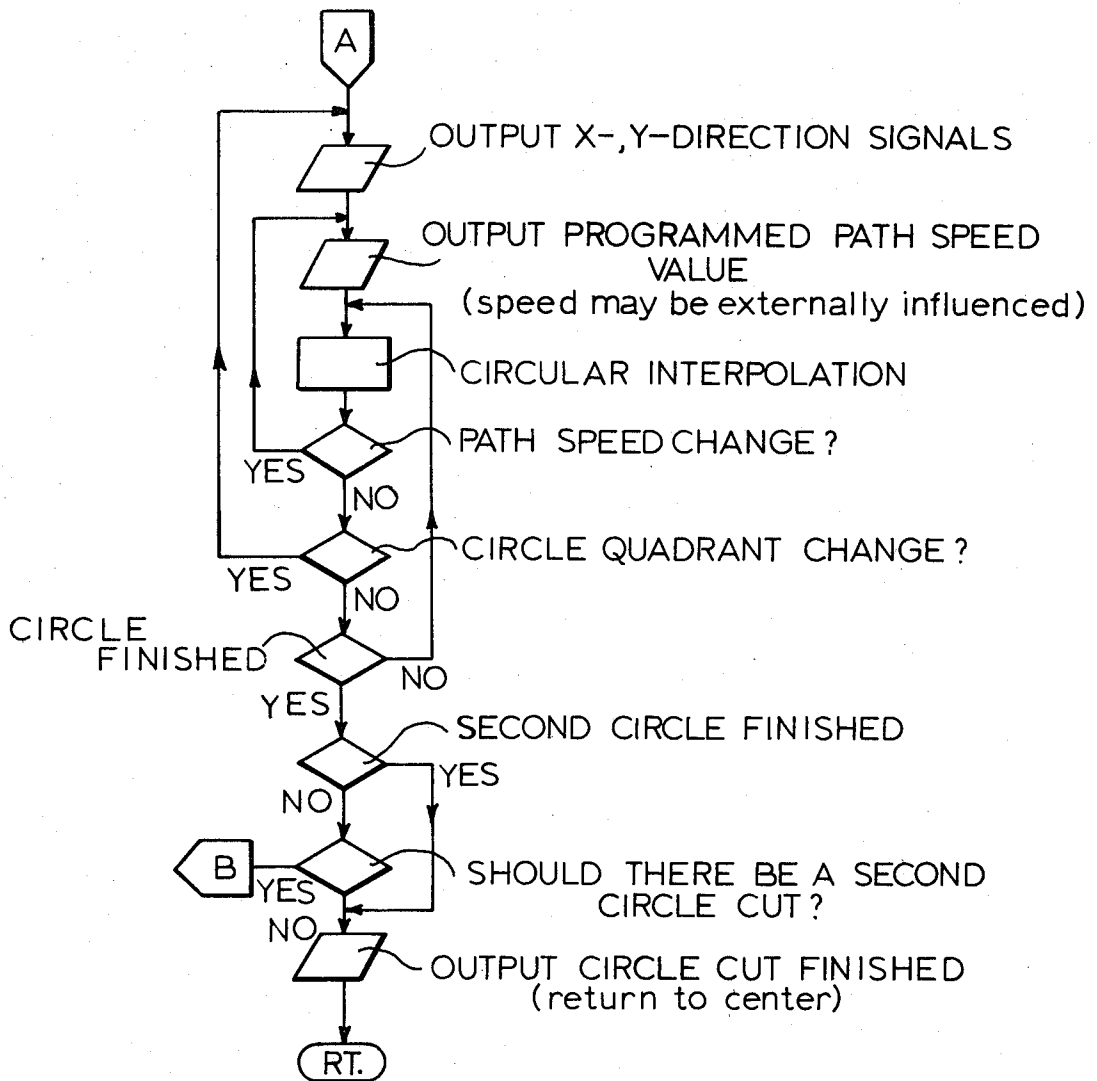 A
OUTPUT X-,Y-DIRECTION SIGNALS
OUTPUT PROGRAMMED PATH SPEED
VALUE
(speed may be externally influenced)
CIRCULAR INTERPOLATION
PATH SPEED CHANGE?
YES
NO
CIRCLE QUADRANT CHANGE?
YES
NO
CIRCLE
FINISHED
NO
YES
SECOND CIRCLE FINISHED
YES
NO
B
YES
SHOULD THERE BE A SECOND
CIRCLE CUT?
NO
OUTPUT CIRCLE CUT FINISHED
(return to center)
RT.